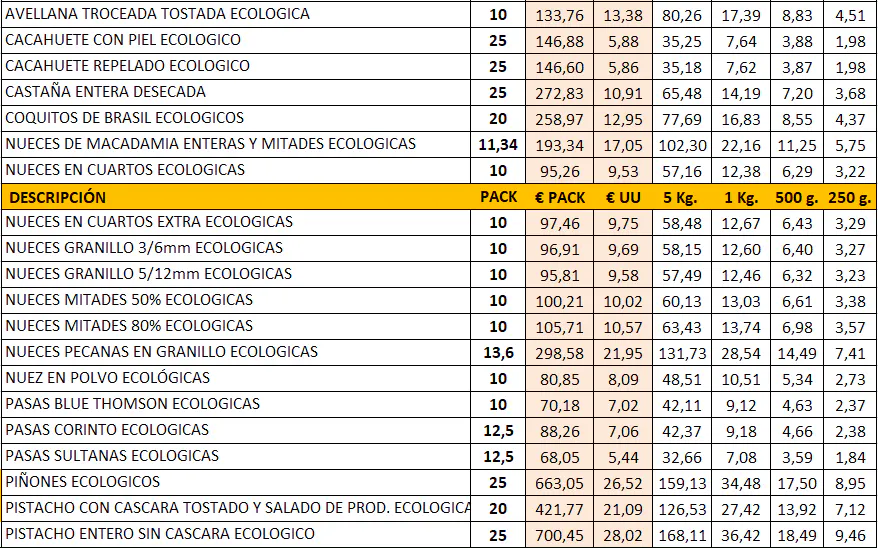 AVELLANA TROCEADA TOSTADA ECOLOGICA 10 133,76 13,38 80,26 17,39 8,83 4,51
CACAHUETE CON PIEL ECOLOGICO 25 146,88 5,88 35,25 7,64 3,88 1,98
CACAHUETE REPELADO ECOLOGICO 25 146,60 5,86 35,18 7,62 3,87 1,98
CASTAÑA ENTERA DESECADA 25 272,83 10,91 65,48 14,19 7,20 3,68
COQUITOS DE BRASIL ECOLOGICOS 20 258,97 12,95 77,69 16,83 8,55 4,37
NUECES DE MACADAMIA ENTERAS Y MITADES ECOLOGICAS 11,34 193,34 17,05 102,30 22,16 11,25 5,75
NUECES EN CUARTOS ECOLOGICAS 10 95,26 9,53 57,16 12,38 6,29 3,22
DESCRIPCIÓN PACK € PACK € UU 5 Kg. 1 Kg. 500 g. 250 g.
NUECES EN CUARTOS EXTRA ECOLOGICAS 10 97,46 9,75 58,48 12,67 6,43 3,29
NUECES GRANILLO 3/6mm ECOLOGICAS 10 96,91 9,69 58,15 12,60 6,40 3,27
NUECES GRANILLO 5/12mm ECOLOGICAS 10 95,81 9,58 57,49 12,46 6,32 3,23
NUECES MITADES 50% ECOLOGICAS 10 100,21 10,02 60,13 13,03 6,61 3,38
NUECES MITADES 80% ECOLOGICAS 10 105,71 10,57 63,43 13,74 6,98 3,57
NUECES PECANAS EN GRANILLO ECOLOGICAS 13,6 298,58 21,95 131,73 28,54 14,49 7,41
NUEZ EN POLVO ECOLÓGICAS 10 80,85 8,09 48,51 10,51 5,34 2,73
PASAS BLUE THOMSON ECOLOGICAS 10 70,18 7,02 42,11 9,12 4,63 2,37
PASAS CORINTO ECOLOGICAS 12,5 88,26 7,06 42,37 9,18 4,66 2,38
PASAS SULTANAS ECOLOGICAS 12,5 68,05 5,44 32,66 7,08 3,59 1,84
PIÑONES ECOLOGICOS 25 663,05 26,52 159,13 34,48 17,50 8,95
PISTACHO CON CASCARA TOSTADO Y SALADO DE PROD. ECOLOGICA 20 421,77 21,09 126,53 27,42 13,92 7,12
PISTACHO ENTERO SIN CASCARA ECOLOGICO 25 700,45 28,02 168,11 36,42 18,49 9,46